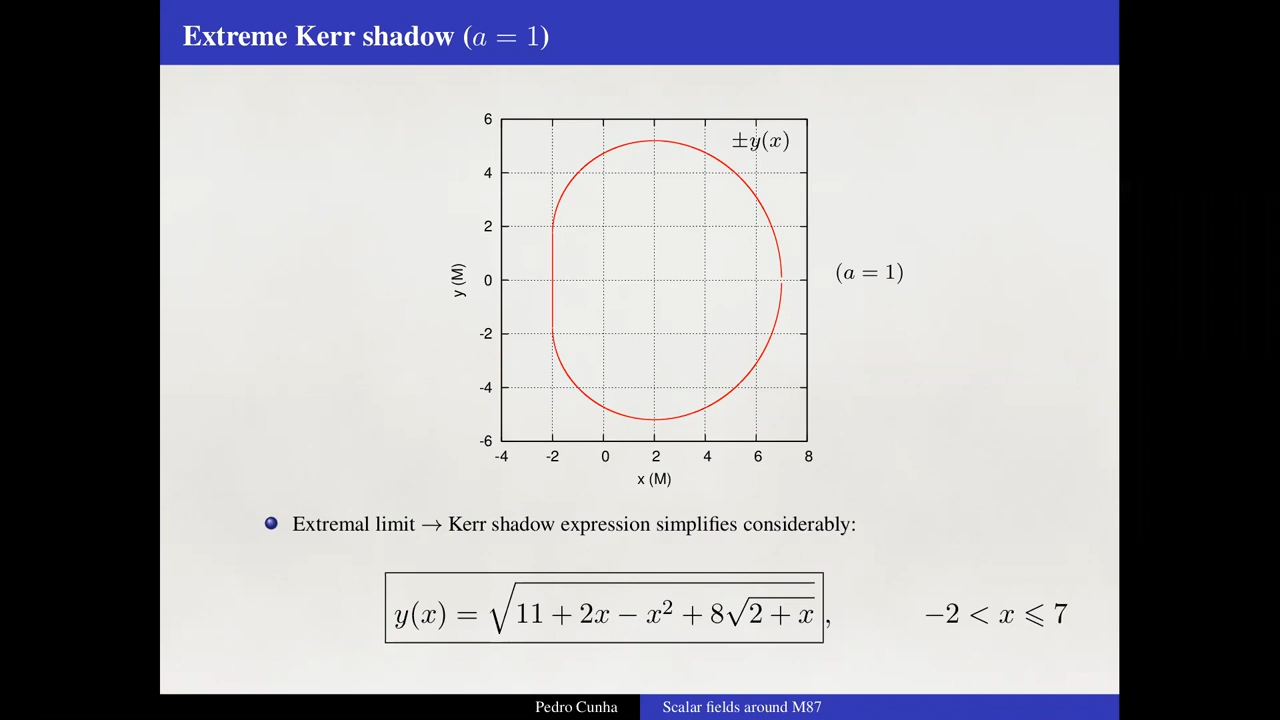 Extreme Kerr shadow (a = 1)
±y(x)
6
4
2
0
-2
-4
-6
y (M)
(a = 1)
-4 -2 0 2 4 6 8
x (M)
Extremal limit → Kerr shadow expression simplifies considerably:
y(x) = √(11 + 2x − x² + 8√(2 + x)), −2 < x ⩽ 7
Pedro Cunha Scalar fields around M87